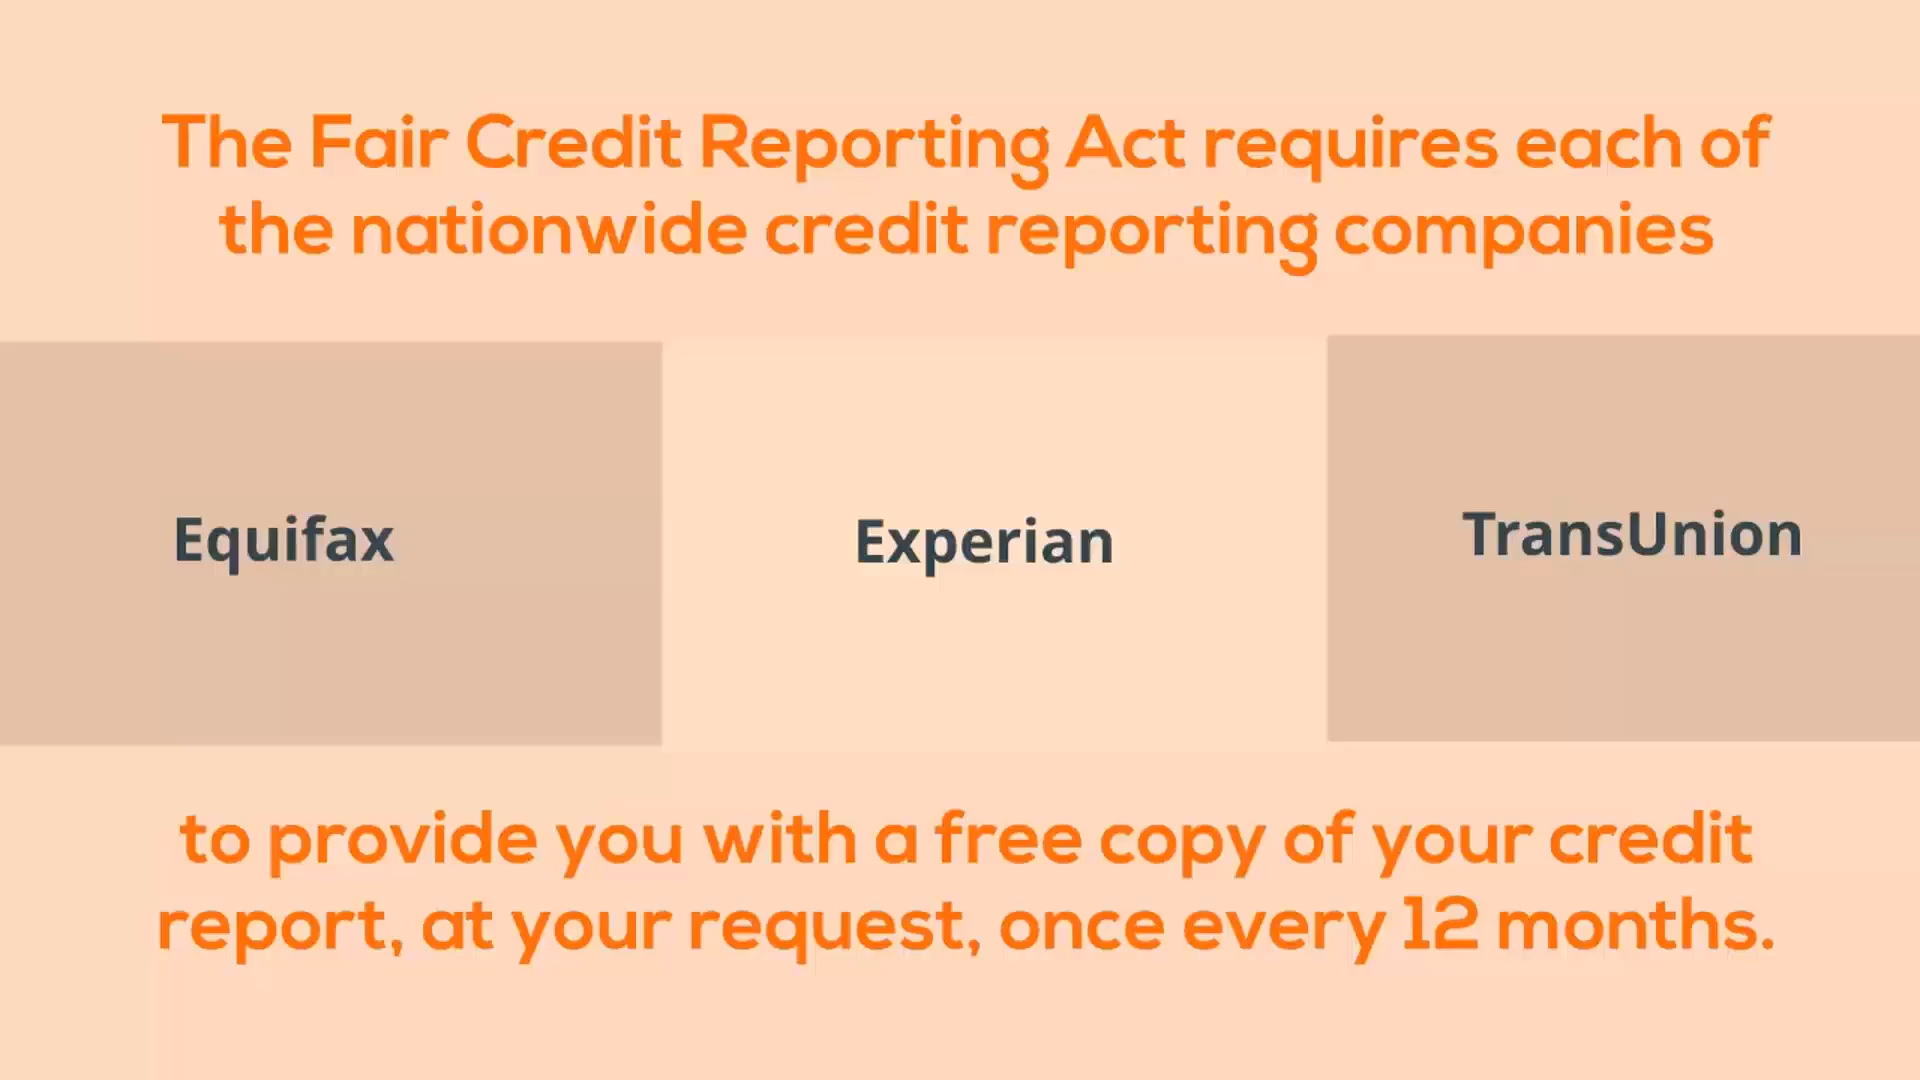 The Fair Credit Reporting Act requires each of
the nationwide credit reporting companies
Equifax
Experian
TransUnion
to provide you with a free copy of your credit
report, at your request, once every 12 months.